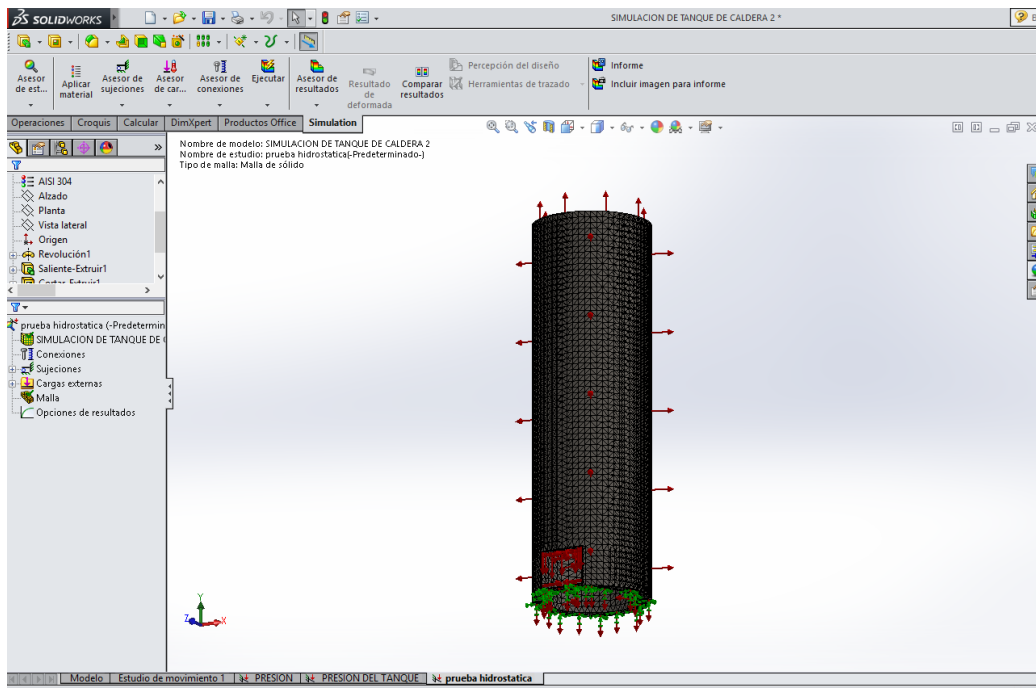 SOLIDWORKS
SIMULACION DE TANQUE DE CALDERA 2 *
Asesor de est...
Aplicar material
Asesor de sujeciones
Asesor de car...
Asesor de conexiones
Ejecutar
Asesor de resultados
Resultado de deformada
Comparar resultados
Percepción del diseño
Herramientas de trazado
Informe
Incluir imagen para informe
Operaciones
Croquis
Calcular
DimXpert
Productos Office
Simulation
Nombre de modelo: SIMULACION DE TANQUE DE CALDERA 2
Nombre de estudio: prueba hidrostatica(-Predeterminado-)
Tipo de malla: Malla de sólido
AISI 304
Alzado
Planta
Vista lateral
Origen
Revolución1
Saliente-Extruir1
Cortar-Extruir1
prueba hidrostatica (-Predetermin
SIMULACION DE TANQUE DE
Conexiones
Sujeciones
Cargas externas
Malla
Opciones de resultados
Y
Z
X
Modelo
Estudio de movimiento 1
PRESION
PRESION DEL TANQUE
prueba hidrostatica